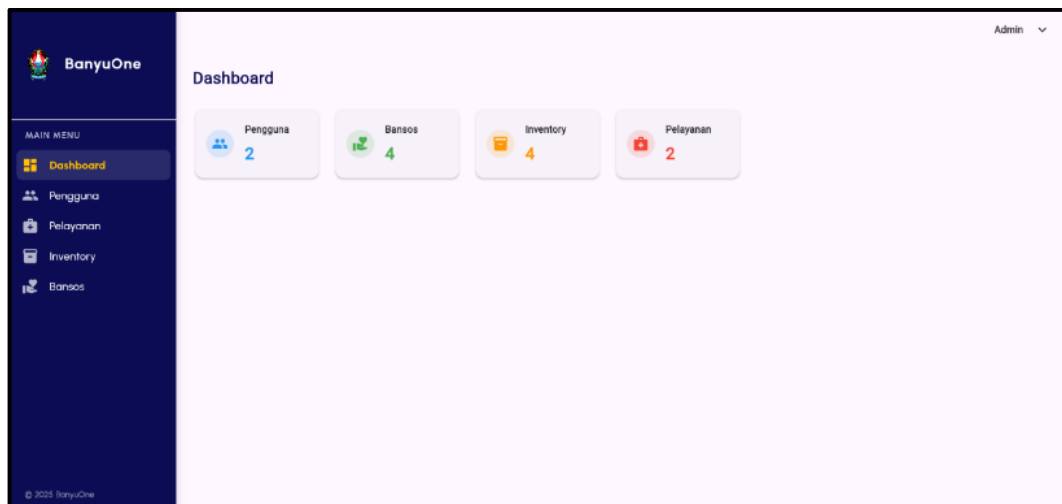 BanyuOne
MAIN MENU
Dashboard
Pengguna
Pelayanan
Inventory
Bansos
© 2025 BanyuOne
Admin
Dashboard
Pengguna
2
Bansos
4
Inventory
4
Pelayanan
2